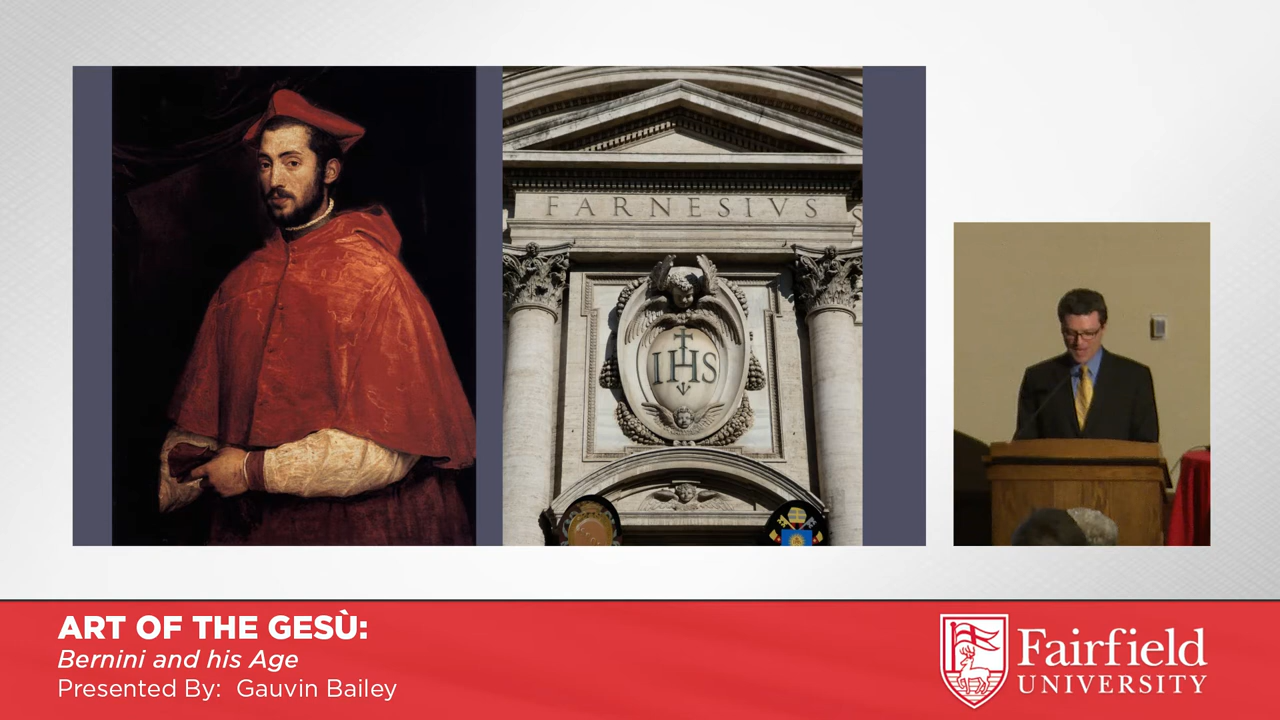 FARNESIVS
IHS
ART OF THE GESÙ:
Bernini and his Age
Presented By: Gauvin Bailey
Fairfield
UNIVERSITY